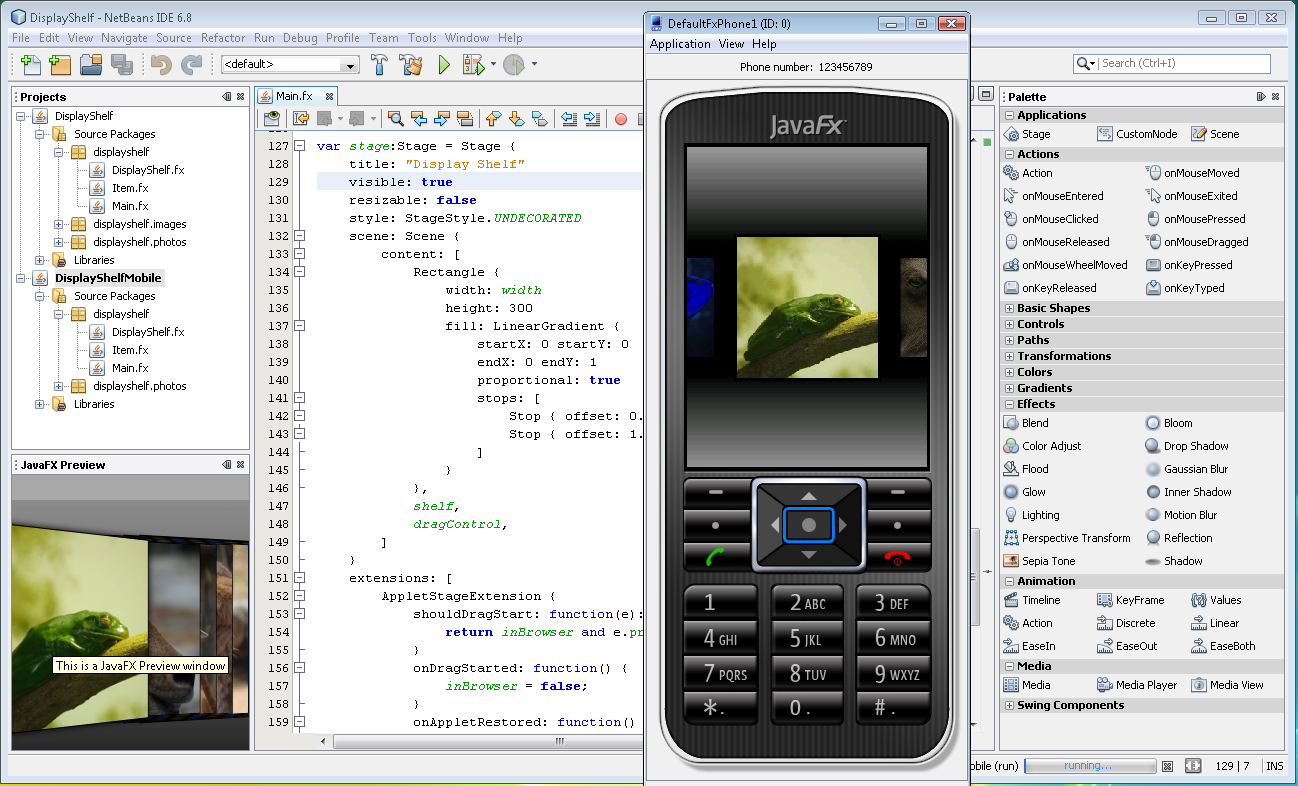 DisplayShelf - NetBeans IDE 6.8
File Edit View Navigate Source Refactor Run Debug Profile Team Tools Window Help
<default>
Search (Ctrl+I)
Projects
DisplayShelf
Source Packages
displayshelf
DisplayShelf.fx
Item.fx
Main.fx
displayshelf.images
displayshelf.photos
Libraries
DisplayShelfMobile
Source Packages
displayshelf
DisplayShelf.fx
Item.fx
Main.fx
displayshelf.photos
Libraries
JavaFX Preview
This is a JavaFX Preview window
Main.fx
127 var stage:Stage = Stage {
128 title: "Display Shelf"
129 visible: true
130 resizable: false
131 style: StageStyle.UNDECORATED
132 scene: Scene {
133 content: [
134 Rectangle {
135 width: width
136 height: 300
137 fill: LinearGradient {
138 startX: 0 startY: 0
139 endX: 0 endY: 1
140 proportional: true
141 stops: [
142 Stop { offset: 0.
143 Stop { offset: 1.
144 ]
145 }
146 },
147 shelf,
148 dragControl,
149 ]
150 }
151 extensions: [
152 AppletStageExtension {
153 shouldDragStart: function(e):
154 return inBrowser and e.pr
155 }
156 onDragStarted: function() {
157 inBrowser = false;
158 }
159 onAppletRestored: function()
DefaultFxPhone1 (ID: 0)
Application View Help
Phone number: 123456789
JavaFx
1 2 ABC 3 DEF
4 GHI 5 JKL 6 MNO
7 PQRS 8 TUV 9 WXYZ
*. 0 . # .
Palette
Applications
Stage CustomNode Scene
Actions
Action onMouseMoved
onMouseEntered onMouseExited
onMouseClicked onMousePressed
onMouseReleased onMouseDragged
onMouseWheelMoved onKeyPressed
onKeyReleased onKeyTyped
Basic Shapes
Controls
Paths
Transformations
Colors
Gradients
Effects
Blend Bloom
Color Adjust Drop Shadow
Flood Gaussian Blur
Glow Inner Shadow
Lighting Motion Blur
Perspective Transform Reflection
Sepia Tone Shadow
Animation
Timeline KeyFrame Values
Action Discrete Linear
EaseIn EaseOut EaseBoth
Media
Media Media Player Media View
Swing Components
obile (run) running... 129 | 7 INS